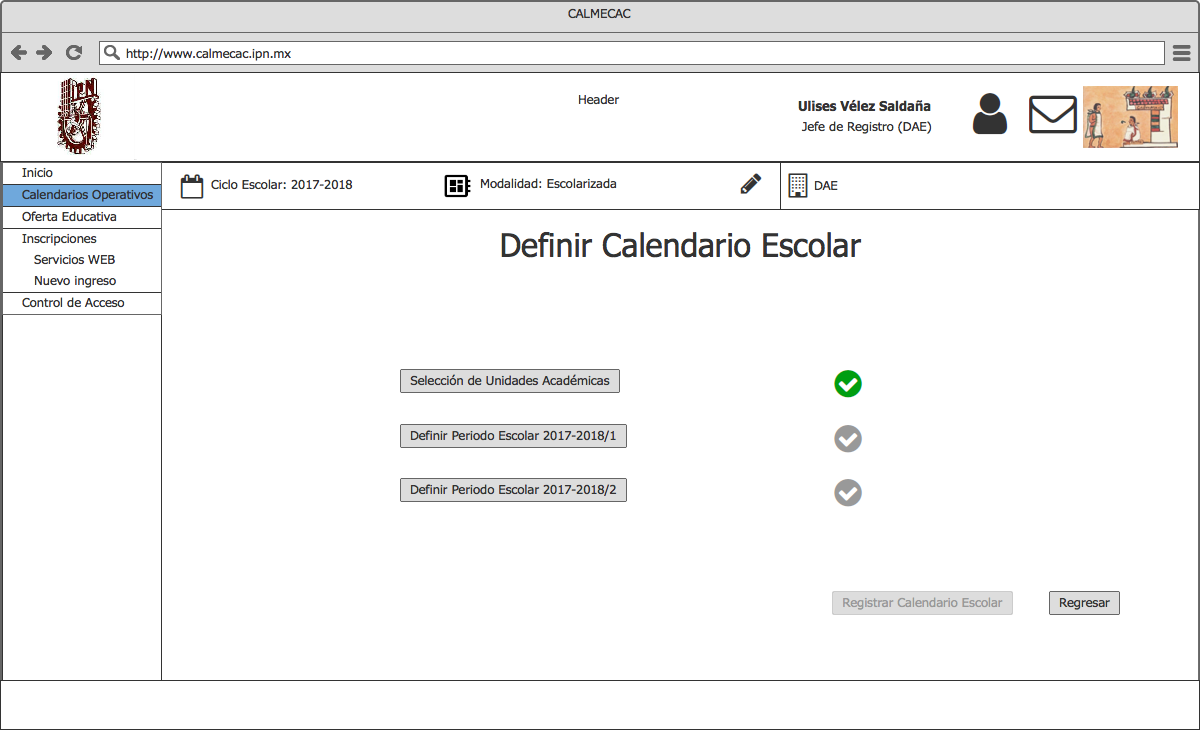 CALMECAC
http://www.calmecac.ipn.mx
IPN
Header
Ulises Vélez Saldaña
Jefe de Registro (DAE)
Inicio
Calendarios Operativos
Oferta Educativa
Inscripciones
Servicios WEB
Nuevo ingreso
Control de Acceso
Ciclo Escolar: 2017-2018
Modalidad: Escolarizada
DAE
Definir Calendario Escolar
Selección de Unidades Académicas
Definir Periodo Escolar 2017-2018/1
Definir Periodo Escolar 2017-2018/2
Registrar Calendario Escolar
Regresar